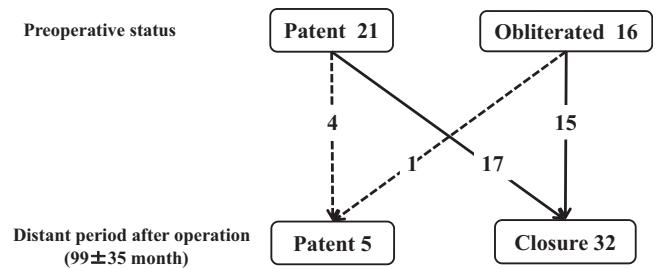 Preoperative status
Patent 21
Obliterated 16
4
15
1
17
Distant period after operation
(99±35 month)
Patent 5
Closure 32